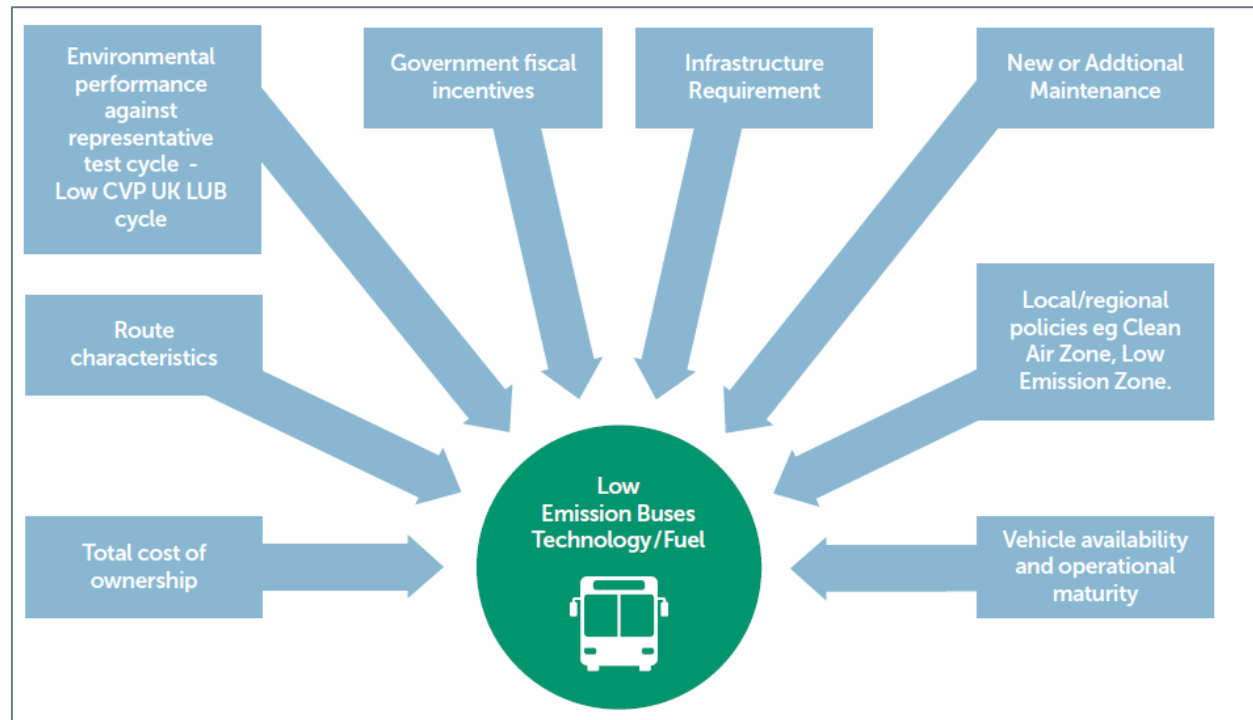 Environmental
performance
against
representative
test cycle -
Low CVP UK LUB
cycle
Government fiscal
incentives
Infrastructure
Requirement
New or Addtional
Maintenance
Route
characteristics
Local/regional
policies eg Clean
Air Zone, Low
Emission Zone.
Total cost of
ownership
Low
Emission Buses
Technology/Fuel
Vehicle availability
and operational
maturity